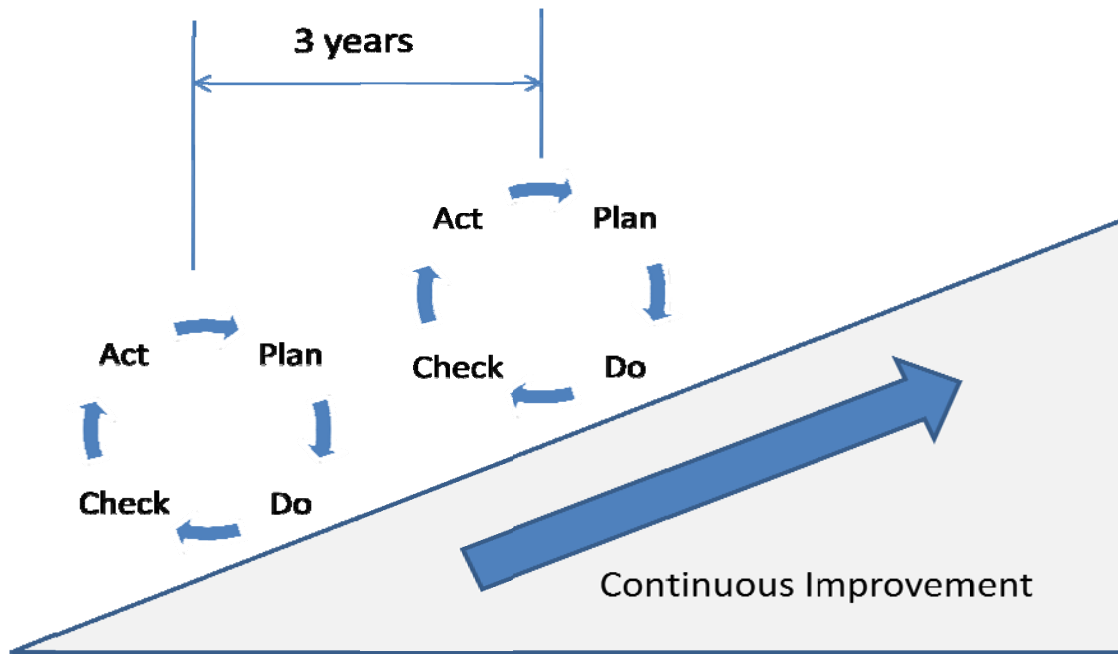 3 years
Act
Plan
Check
Do
Act
Plan
Check
Do
Continuous Improvement